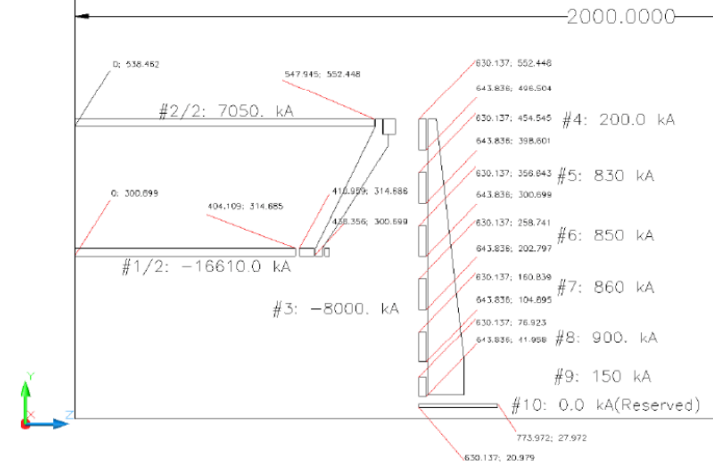 2000.0000
0; 538.462
547.945; 552.448
#2/2: 7050. kA
630.137; 552.448
643.836; 496.504
630.137; 454.545
#4: 200.0 kA
643.836; 398.601
630.137; 356.643
#5: 830 kA
643.836; 300.699
0; 300.699
404.109; 314.685
410.959; 314.686
438.356; 300.699
630.137; 258.741
#6: 850 kA
643.836; 202.797
#1/2: -16610.0 kA
630.137; 160.839
#7: 860 kA
643.836; 104.895
#3: -8000. kA
630.137; 76.923
643.836; 41.958
#8: 900. kA
#9: 150 kA
#10: 0.0 kA(Reserved)
773.972; 27.972
630.137; 20.979
Y
X
Z